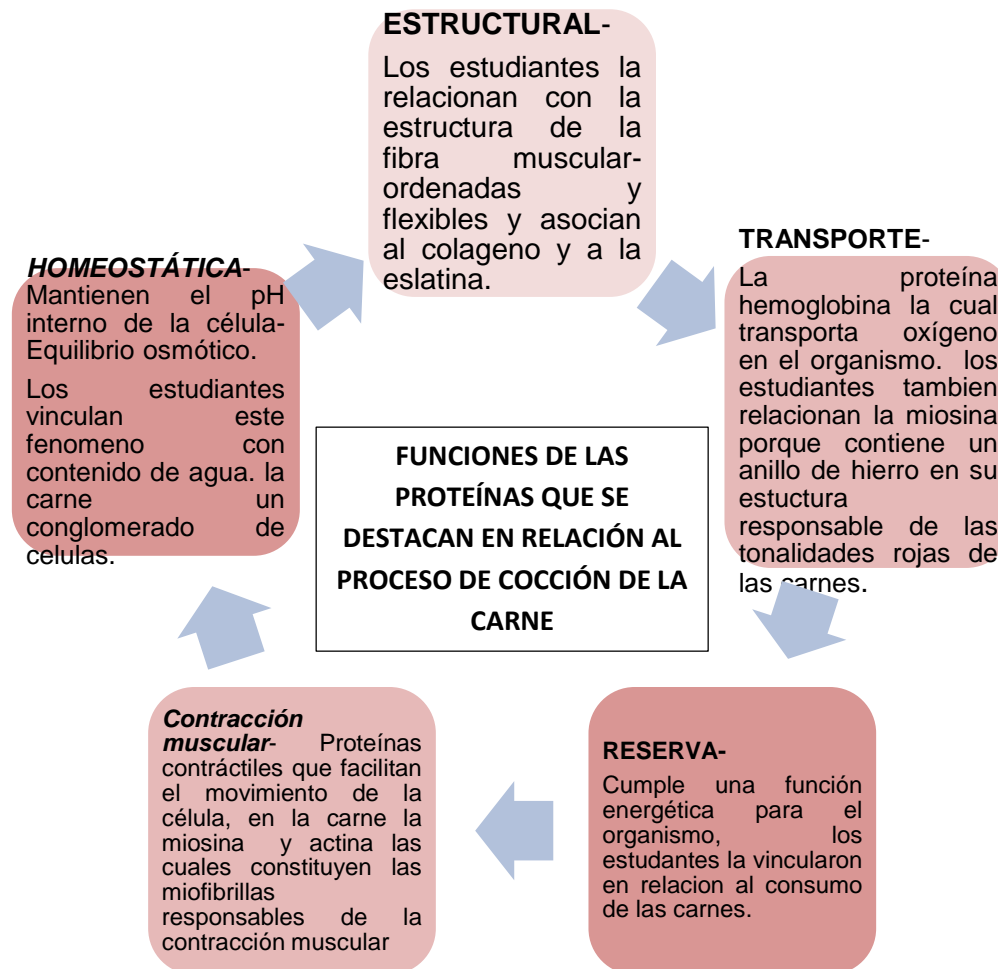 ESTRUCTURAL-
Los estudiantes la
relacionan con la
estructura de la
fibra muscular-
ordenadas y
flexibles y asocian
al colageno y a la
eslatina.
TRANSPORTE-
La proteína
hemoglobina la cual
transporta oxígeno
en el organismo. los
estudiantes tambien
relacionan la miosina
porque contiene un
anillo de hierro en su
estuctura
responsable de las
tonalidades rojas de
las carnes.
RESERVA-
Cumple una función
energética para el
organismo, los
estudantes la vincularon
en relacion al consumo
de las carnes.
Contracción
muscular- Proteínas
contráctiles que facilitan
el movimiento de la
célula, en la carne la
miosina y actina las
cuales constituyen las
miofibrillas
responsables de la
contracción muscular
HOMEOSTÁTICA-
Mantienen el pH
interno de la célula-
Equilibrio osmótico.
Los estudiantes
vinculan este
fenomeno con
contenido de agua. la
carne un
conglomerado de
celulas.
FUNCIONES DE LAS
PROTEÍNAS QUE SE
DESTACAN EN RELACIÓN AL
PROCESO DE COCCIÓN DE LA
CARNE